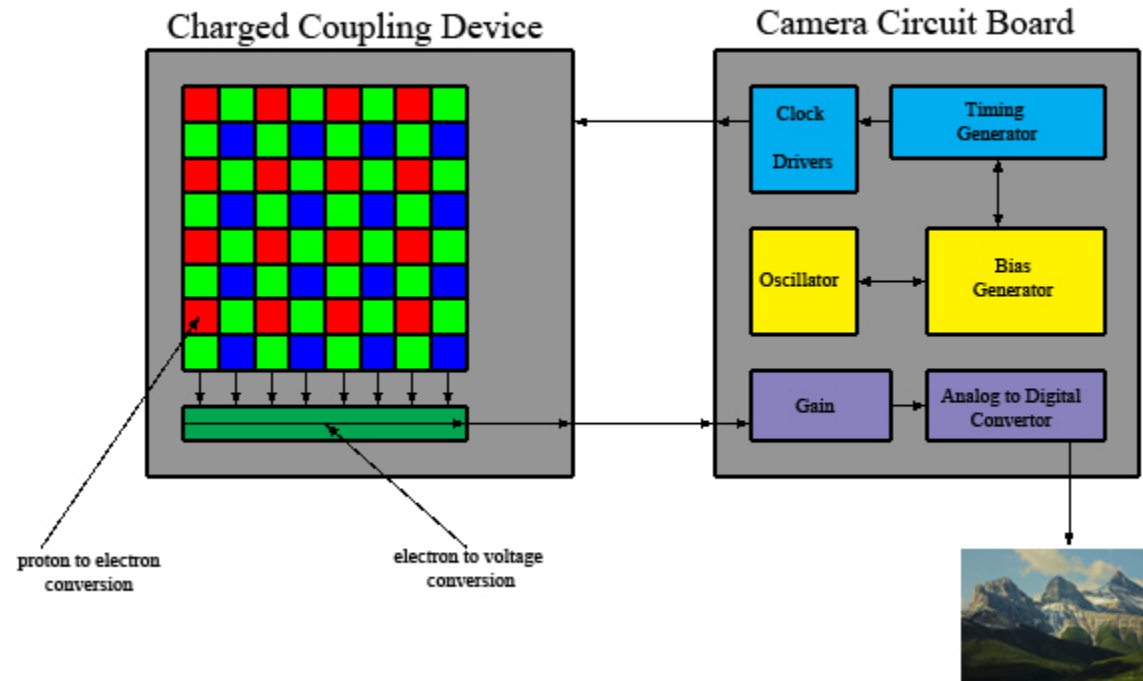 Charged Coupling Device
Camera Circuit Board
Clock
Drivers
Timing
Generator
Oscillator
Bias
Generator
Gain
Analog to Digital
Convertor
proton to electron
conversion
electron to voltage
conversion